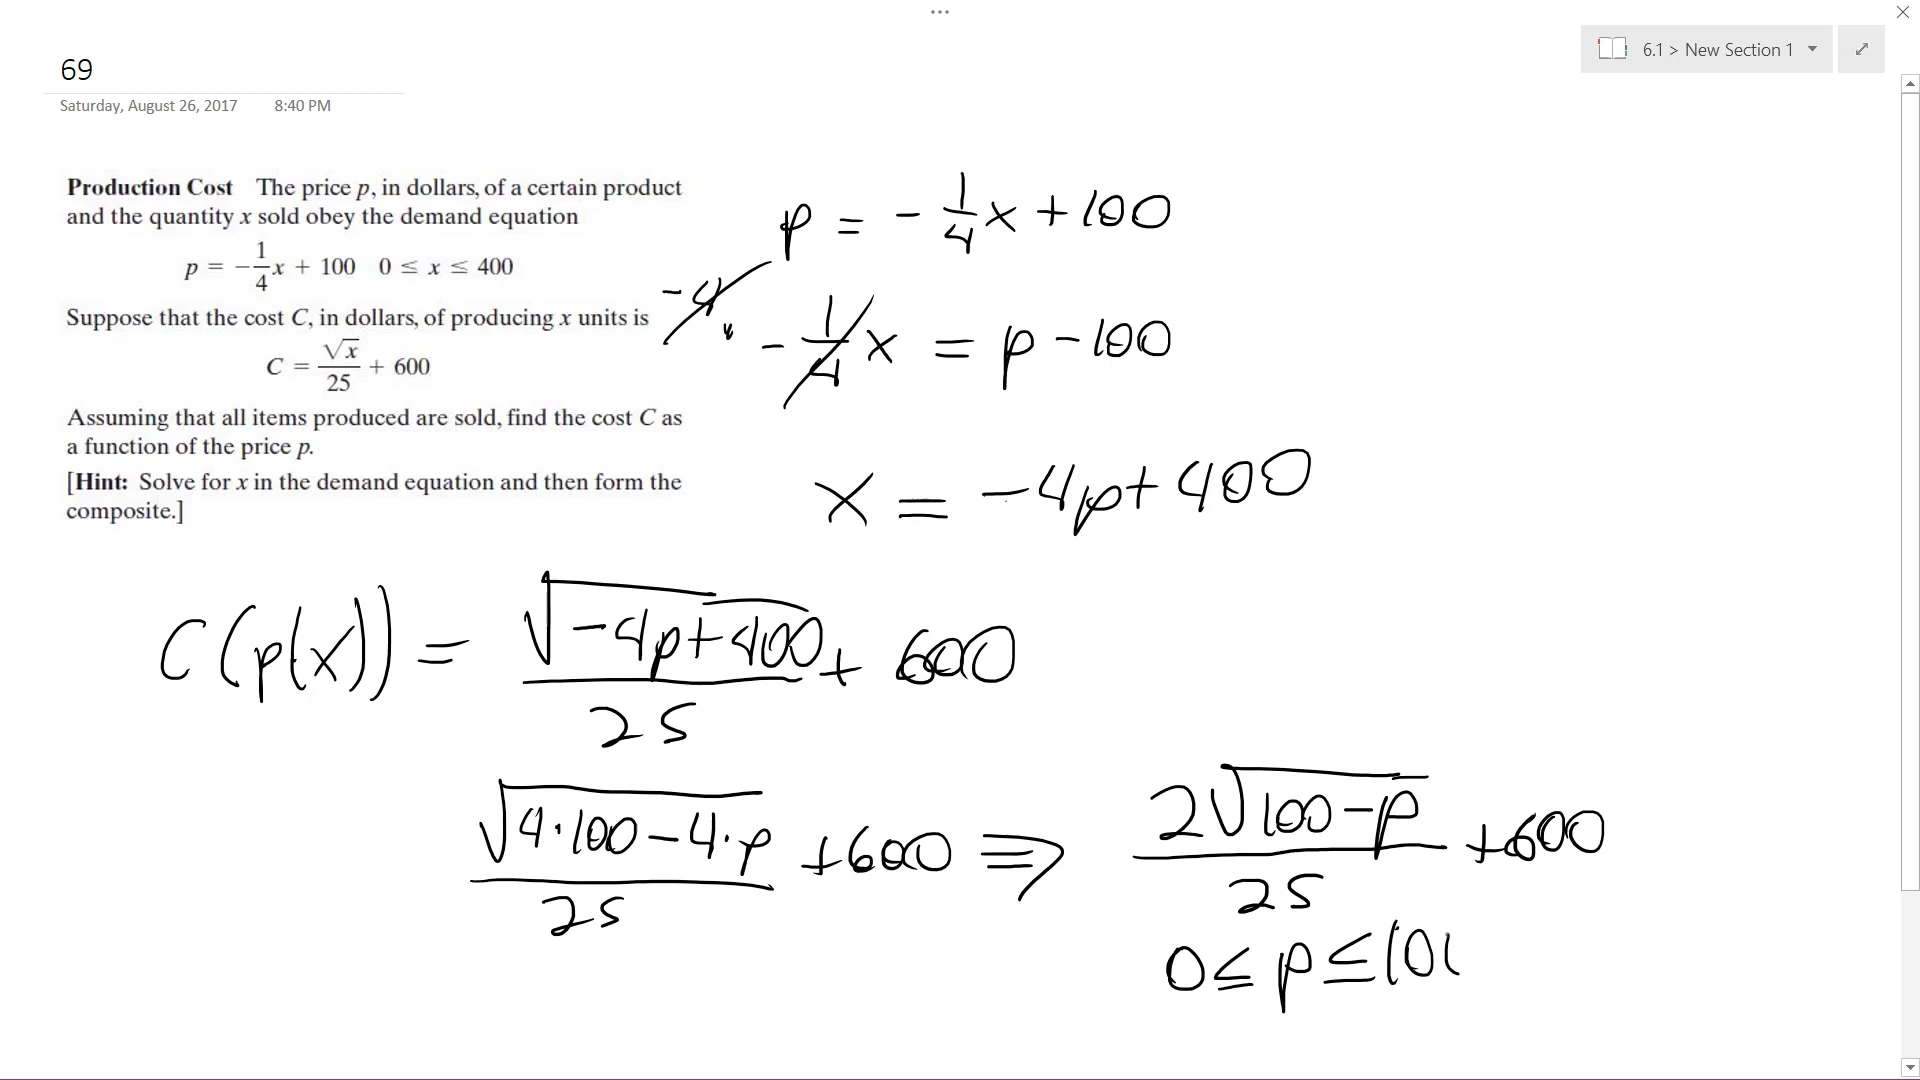 6.1 > New Section 1
69
Saturday, August 26, 2017 8:40 PM
Production Cost The price p, in dollars, of a certain product
and the quantity x sold obey the demand equation
p = -1/4 x + 100 0 ≤ x ≤ 400
Suppose that the cost C, in dollars, of producing x units is
C = √x/25 + 600
Assuming that all items produced are sold, find the cost C as
a function of the price p.
[Hint: Solve for x in the demand equation and then form the
composite.]
p = -1/4 x + 100
-4 · -1/4 x = p - 100
x = -4p + 400
C(p(x)) = √(-4p+400)/25 + 600
√(4·100-4·p)/25 + 600 ⇒ 2√(100-p)/25 + 600
0 ≤ p ≤ 10